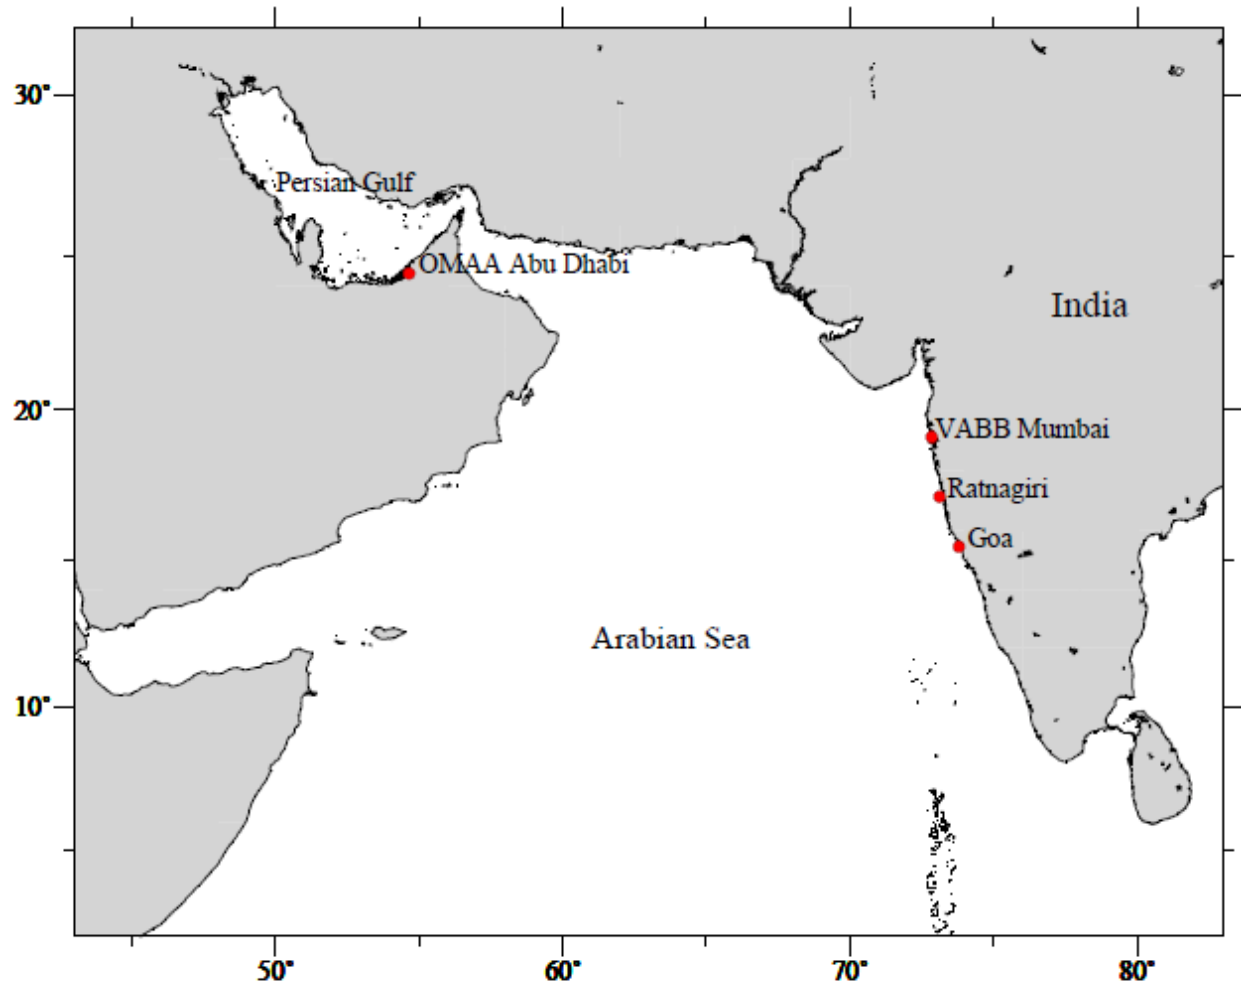 30°
Persian Gulf
OMAA Abu Dhabi
India
20°
VABB Mumbai
Ratnagiri
Goa
Arabian Sea
10°
50°
60°
70°
80°